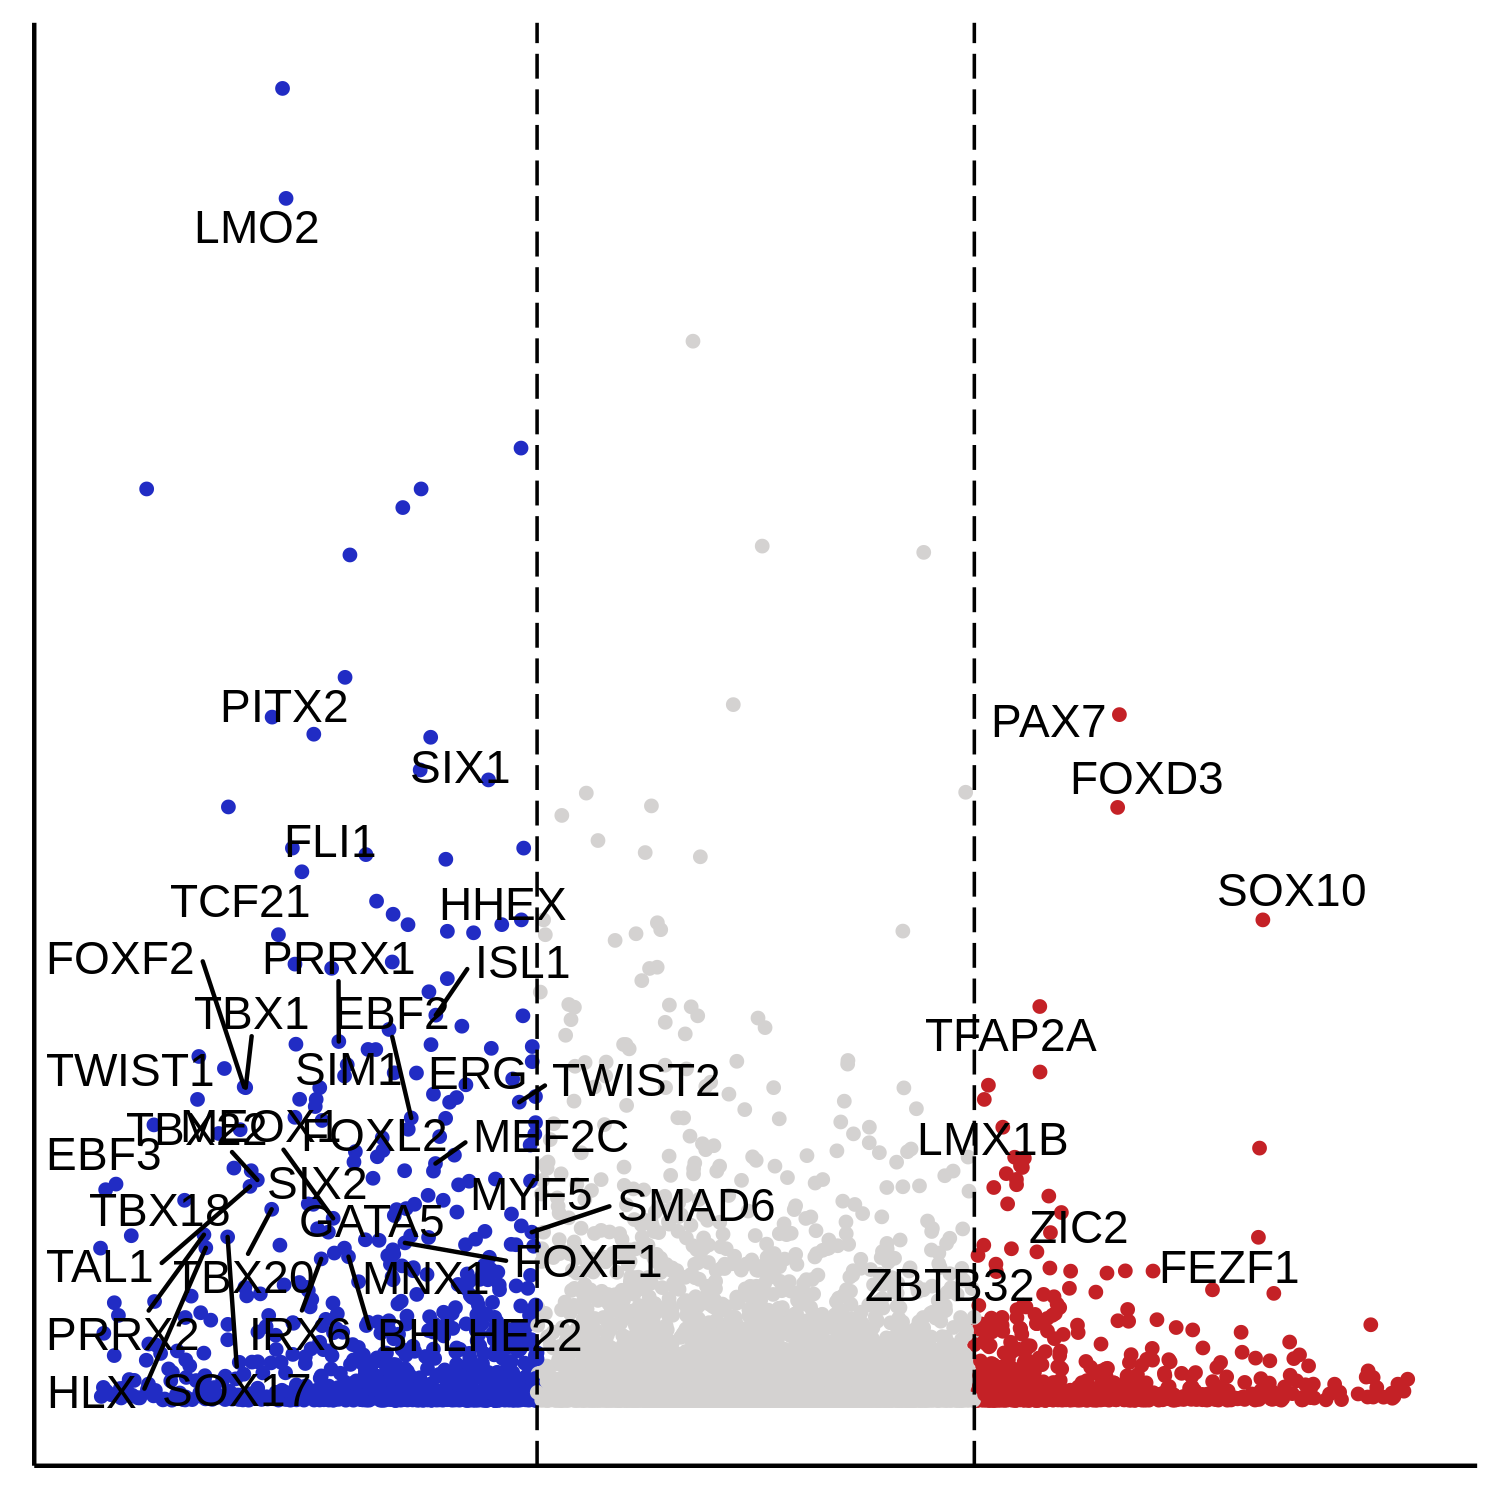 LMO2
PITX2
PAX7
SIX1
FOXD3
FLI1
TCF21
HHEX
SOX10
FOXF2
PRRX1
ISL1
TBX1
EBF2
TFAP2A
TWIST1
SIM1
ERG
TWIST2
TBX22
MEOX1
FOXL2
MEF2C
LMX1B
EBF3
SIX2
MYF5
SMAD6
TBX18
GATA5
ZIC2
TAL1
TBX20
MNX1
FOXF1
FEZF1
ZBTB32
PRRX2
IRX6
BHLHE22
HLX
SOX17